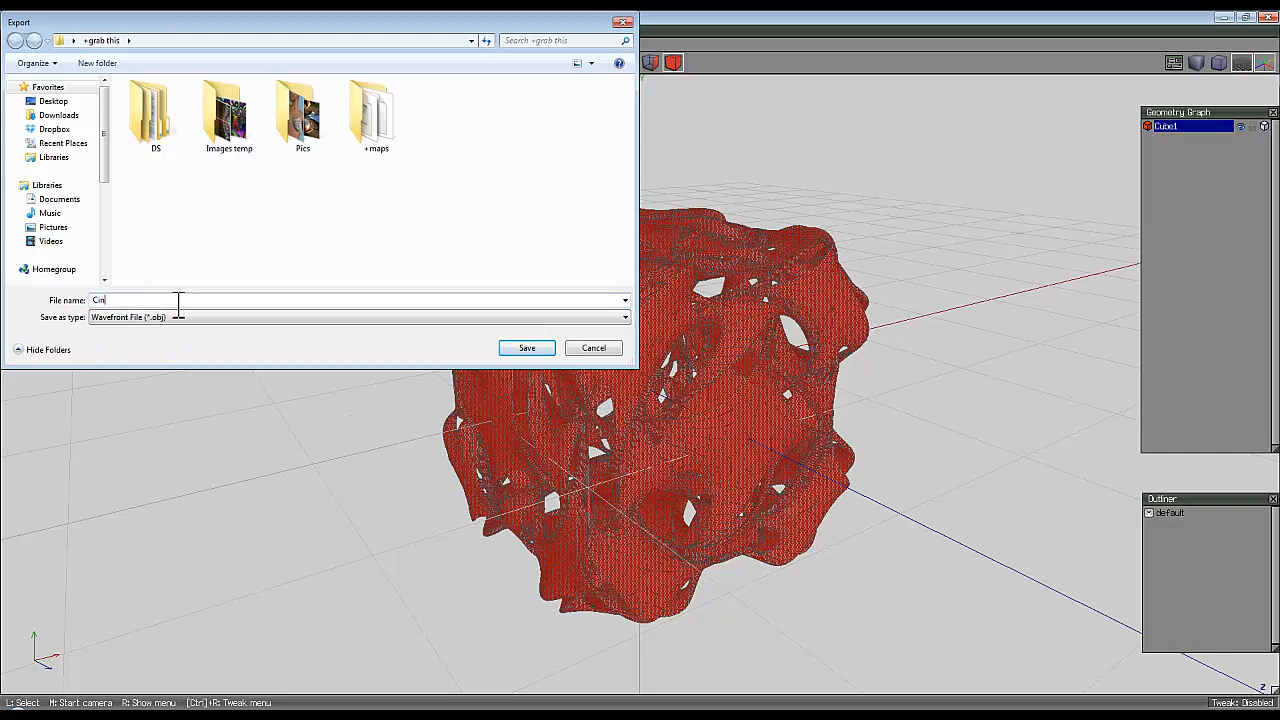 Export
+grab this
Search +grab this
Organize
New folder
Favorites
Desktop
Downloads
Dropbox
Recent Places
Libraries
Libraries
Documents
Music
Pictures
Videos
Homegroup
DS
Images temp
Pics
+maps
File name:
Cin
Save as type:
Wavefront File (*.obj)
Hide Folders
Save
Cancel
Geometry Graph
Cube1
Outliner
default
Z
L: Select M: Start camera R: Show menu [Ctrl]+R: Tweak menu
Tweak: Disabled